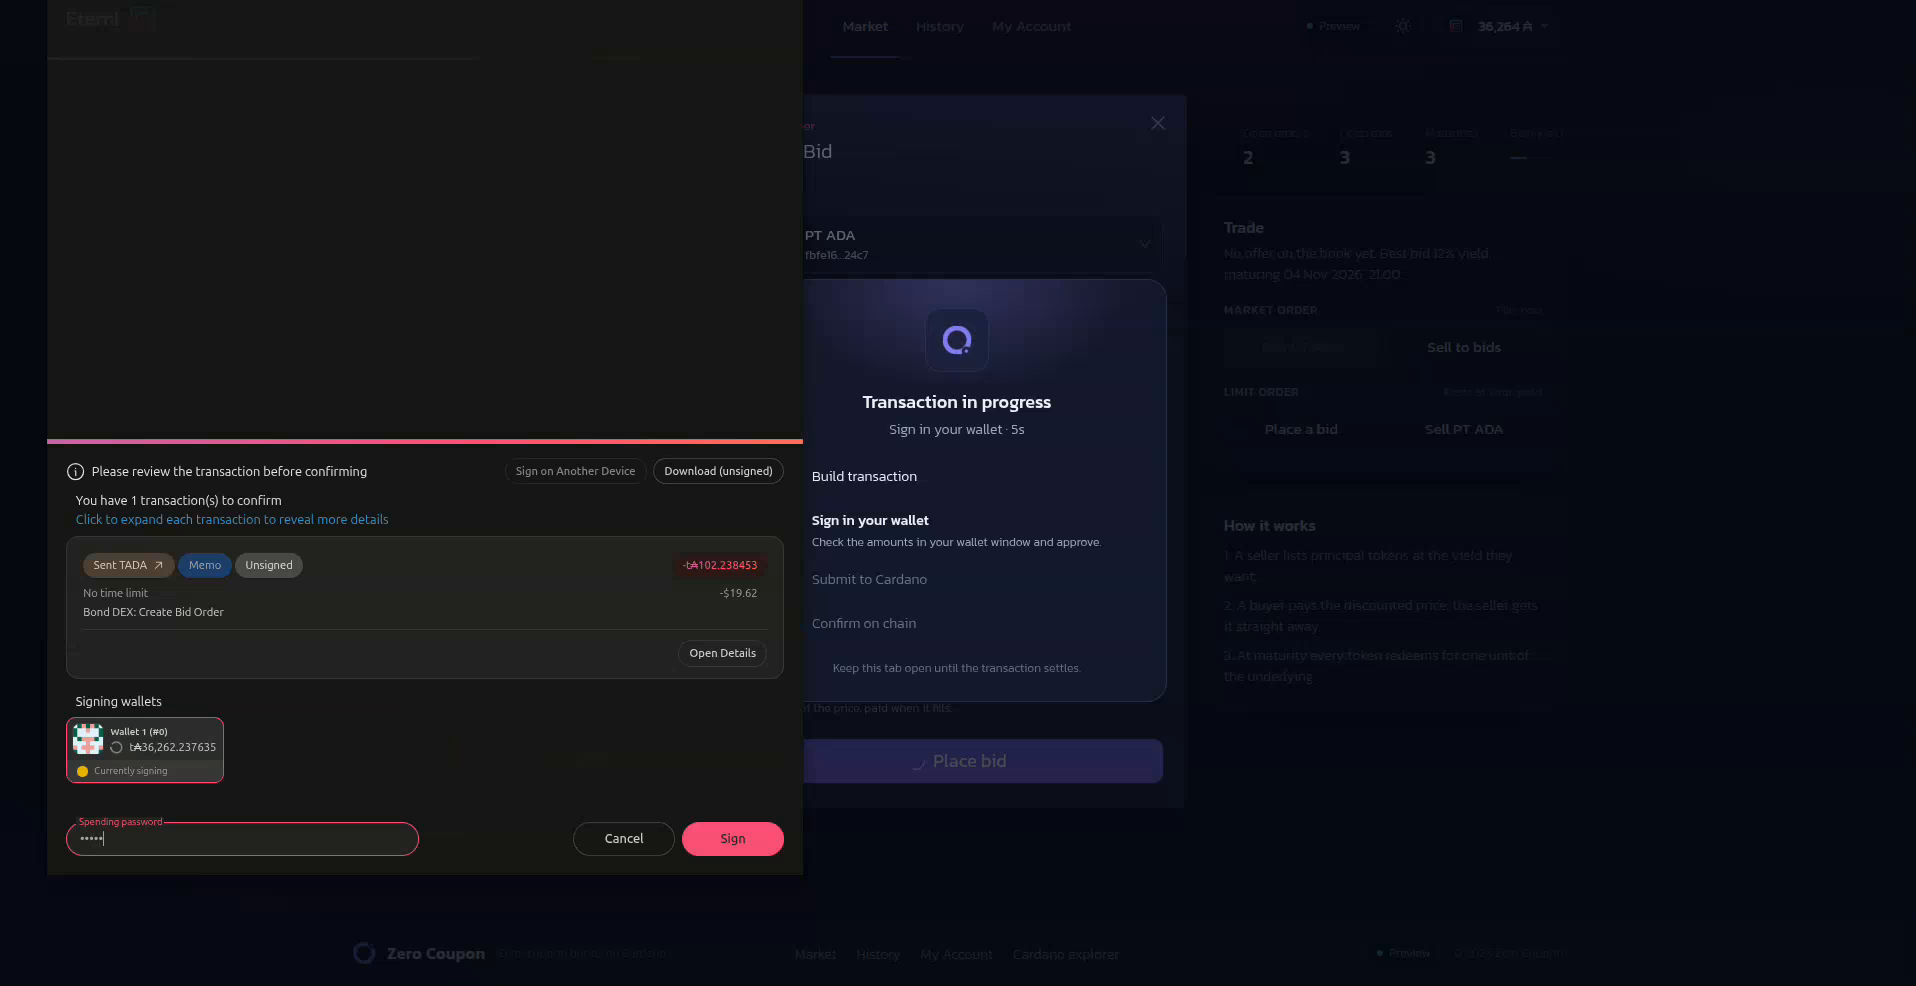 Eternl
Market
History
My Account
Preview
36,264 ₳
Bid
2
3
3
—
PT ADA
fbfe16...24c7
Trade
No offer on the book yet. Best bid 12% yield
maturing 04 Nov 2026, 21:00.
MARKET ORDER
Sell to bids
LIMIT ORDER
Place a bid
Sell PT ADA
Transaction in progress
Sign in your wallet · 5s
Build transaction
Sign in your wallet
Check the amounts in your wallet window and approve.
Submit to Cardano
Confirm on chain
Keep this tab open until the transaction settles.
of the price, paid when it fills.
Place bid
How it works
1. A seller lists principal tokens at the yield they
want.
2. A buyer pays the discounted price; the seller gets
it straight away.
3. At maturity every token redeems for one unit of
the underlying.
Please review the transaction before confirming
Sign on Another Device
Download (unsigned)
You have 1 transaction(s) to confirm
Click to expand each transaction to reveal more details
Sent TADA
Memo
Unsigned
-t₳102.238453
No time limit
-$19.62
Bond DEX: Create Bid Order
Open Details
Signing wallets
Wallet 1 (#0)
t₳36,262.237635
Currently signing
Spending password
•••••
Cancel
Sign
Zero Coupon
Market
History
My Account
Cardano explorer
Preview